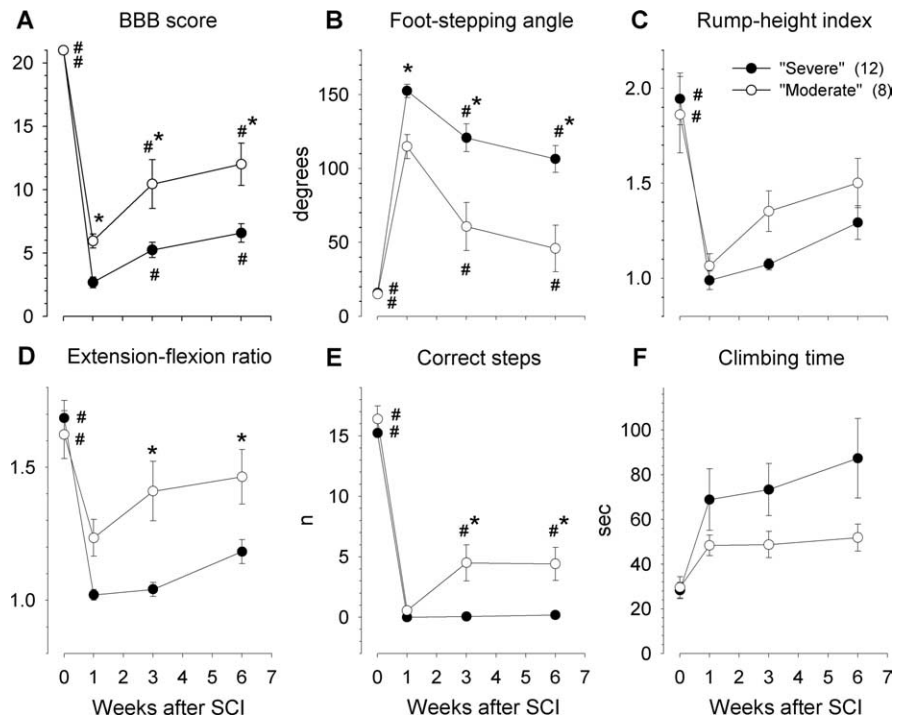 A BBB score
20
15
10
5
0
#
#
*
#*
#*
#
#
B Foot-stepping angle
degrees
150
100
50
0
#
#
*
#*
#*
#
#
C Rump-height index
2.0
1.5
1.0
#
#
"Severe" (12)
"Moderate" (8)
D Extension-flexion ratio
1.5
1.0
#
#
*
*
0 1 2 3 4 5 6 7
Weeks after SCI
E Correct steps
n
15
10
5
0
#
#
#*
#*
0 1 2 3 4 5 6 7
Weeks after SCI
F Climbing time
sec
100
80
60
40
20
0
0 1 2 3 4 5 6 7
Weeks after SCI